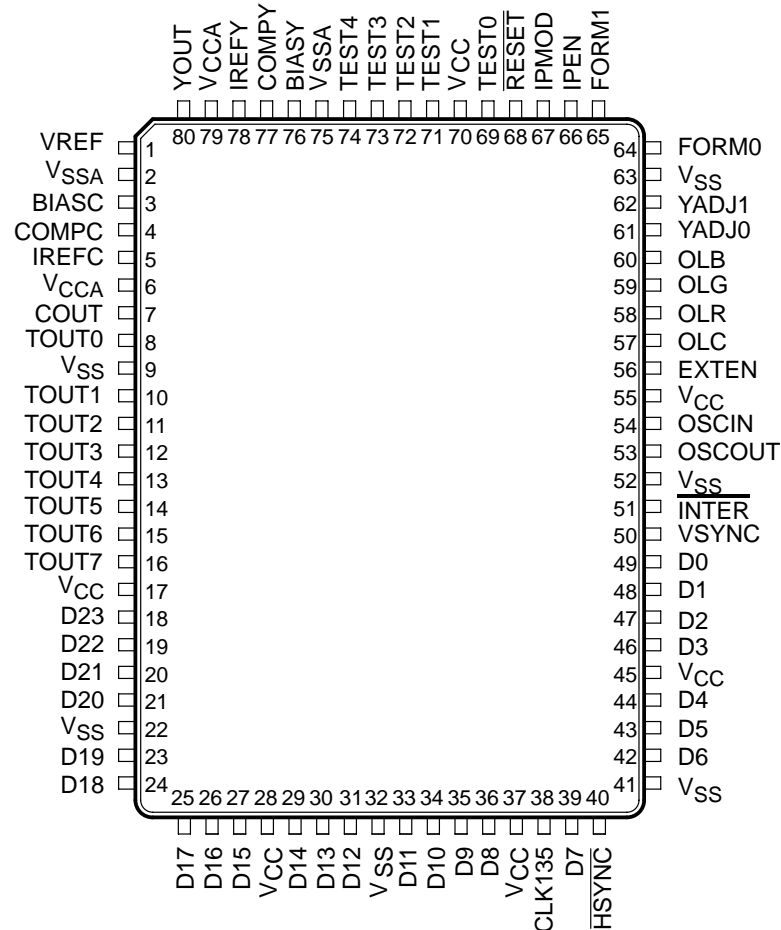 YOUT
VCCA
IREFY
COMPY
BIASY
VSSA
TEST4
TEST3
TEST2
TEST1
VCC
TEST0
RESET
IPMOD
IPEN
FORM1
80 79 78 77 76 75 74 73 72 71 70 69 68 67 66 65
VREF 1
VSSA 2
BIASC 3
COMPC 4
IREFC 5
VCCA 6
COUT 7
TOUT0 8
VSS 9
TOUT1 10
TOUT2 11
TOUT3 12
TOUT4 13
TOUT5 14
TOUT6 15
TOUT7 16
VCC 17
D23 18
D22 19
D21 20
D20 21
VSS 22
D19 23
D18 24
64 FORM0
63 VSS
62 YADJ1
61 YADJ0
60 OLB
59 OLG
58 OLR
57 OLC
56 EXTEN
55 VCC
54 OSCIN
53 OSCOUT
52 VSS
51 INTER
50 VSYNC
49 D0
48 D1
47 D2
46 D3
45 VCC
44 D4
43 D5
42 D6
41 VSS
25 26 27 28 29 30 31 32 33 34 35 36 37 38 39 40
D17
D16
D15
VCC
D14
D13
D12
VSS
D11
D10
D9
D8
VCC
CLK135
D7
HSYNC